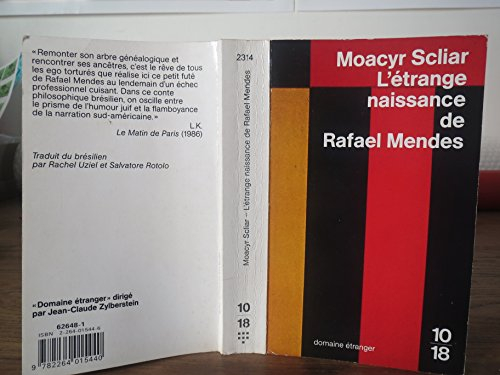 « Remonter son arbre généalogique et
rencontrer ses ancêtres, c'est le rêve de tous
les ego torturés que réalise ici ce petit futé
de Rafael Mendes au lendemain d'un échec
professionnel cuisant. Dans ce conte
philosophique brésilien, on oscille entre
le prisme de l'humour juif et la flamboyance
de la narration sud-américaine. »
L.K.
Le Matin de Paris (1986)
Traduit du brésilien
par Rachel Uziel et Salvatore Rotolo
« Domaine étranger » dirigé
par Jean-Claude Zylberstein
62648-1
ISBN 2-264-01544-6
9 782264 015440
2314
Moacyr Scliar – L'étrange naissance de Rafael Mendes
10
18
Moacyr Scliar
L'étrange
naissance
de
Rafael Mendes
domaine étranger
10
18